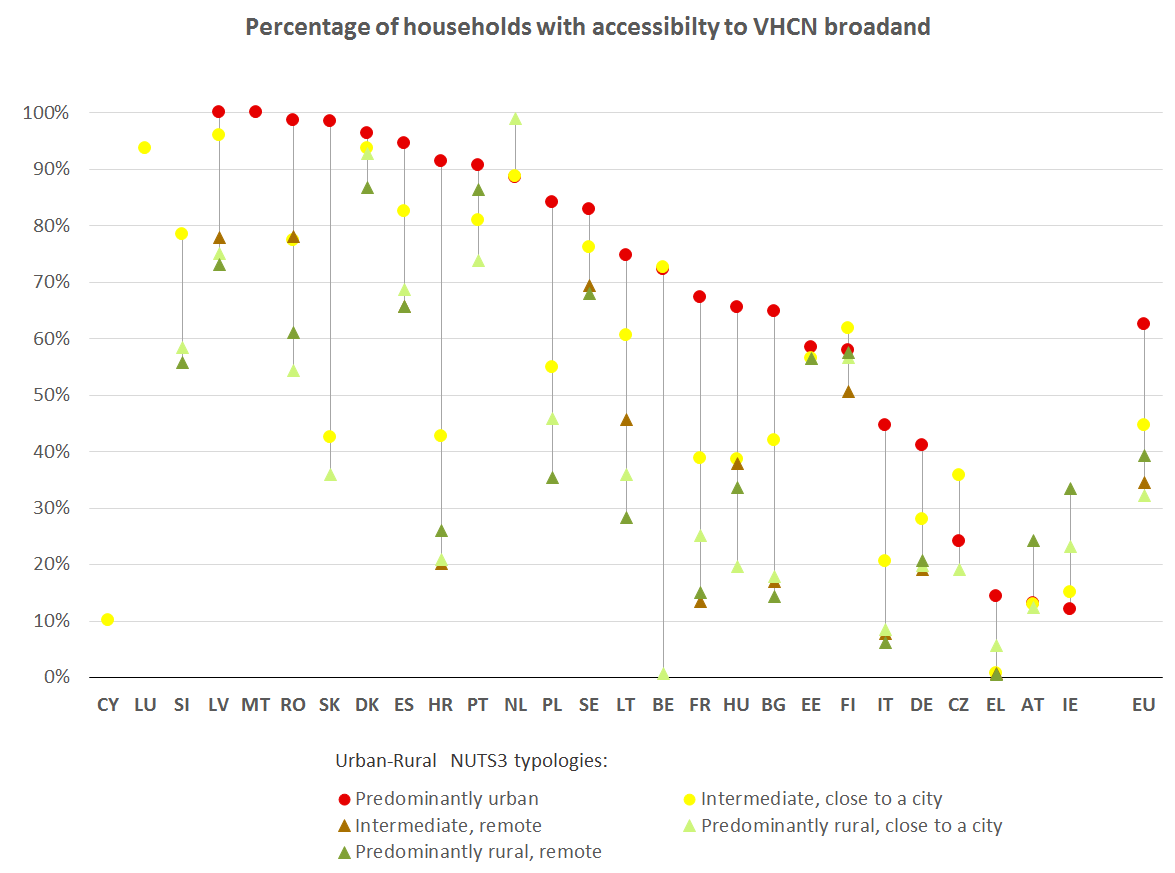 Percentage of households with accessibilty to VHCN broadand
100%
90%
80%
70%
60%
50%
40%
30%
20%
10%
0%
CY LU SI LV MT RO SK DK ES HR PT NL PL SE LT BE FR HU BG EE FI IT DE CZ EL AT IE EU
Urban-Rural NUTS3 typologies:
Predominantly urban Intermediate, close to a city
Intermediate, remote Predominantly rural, close to a city
Predominantly rural, remote